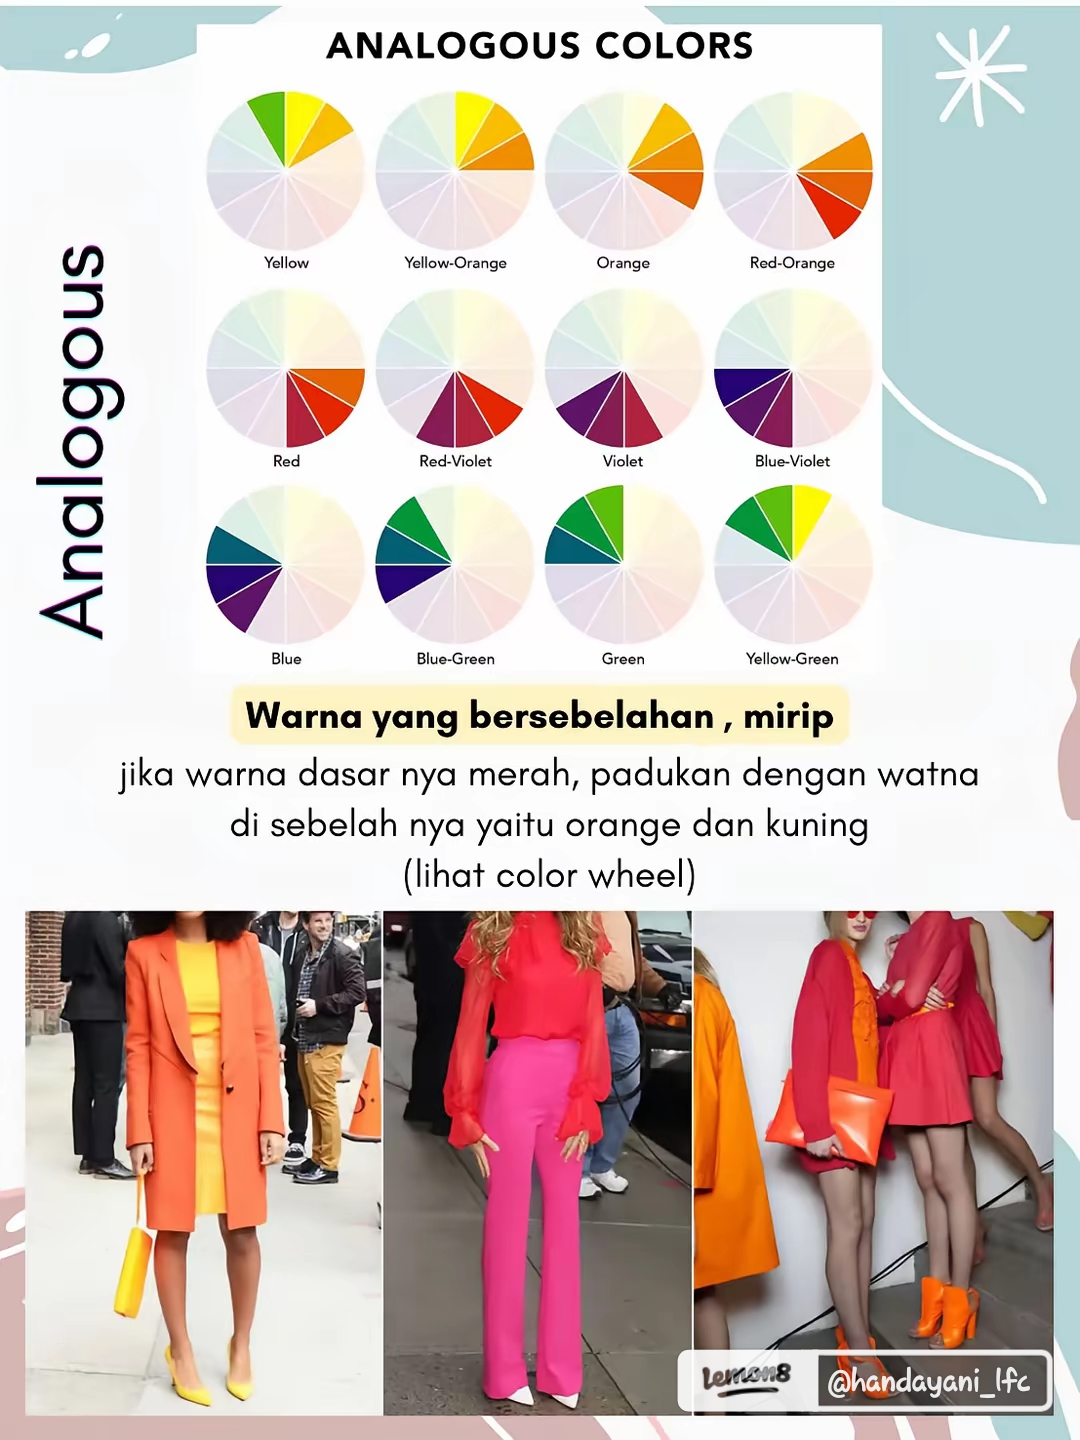 ANALOGOUS COLORS
Analogous
Yellow
Yellow-Orange
Orange
Red-Orange
Red
Red-Violet
Violet
Blue-Violet
Blue
Blue-Green
Green
Yellow-Green
Warna yang bersebelahan , mirip
jika warna dasar nya merah, padukan dengan watna
di sebelah nya yaitu orange dan kuning
(lihat color wheel)
lemon8
@handayani_lfc